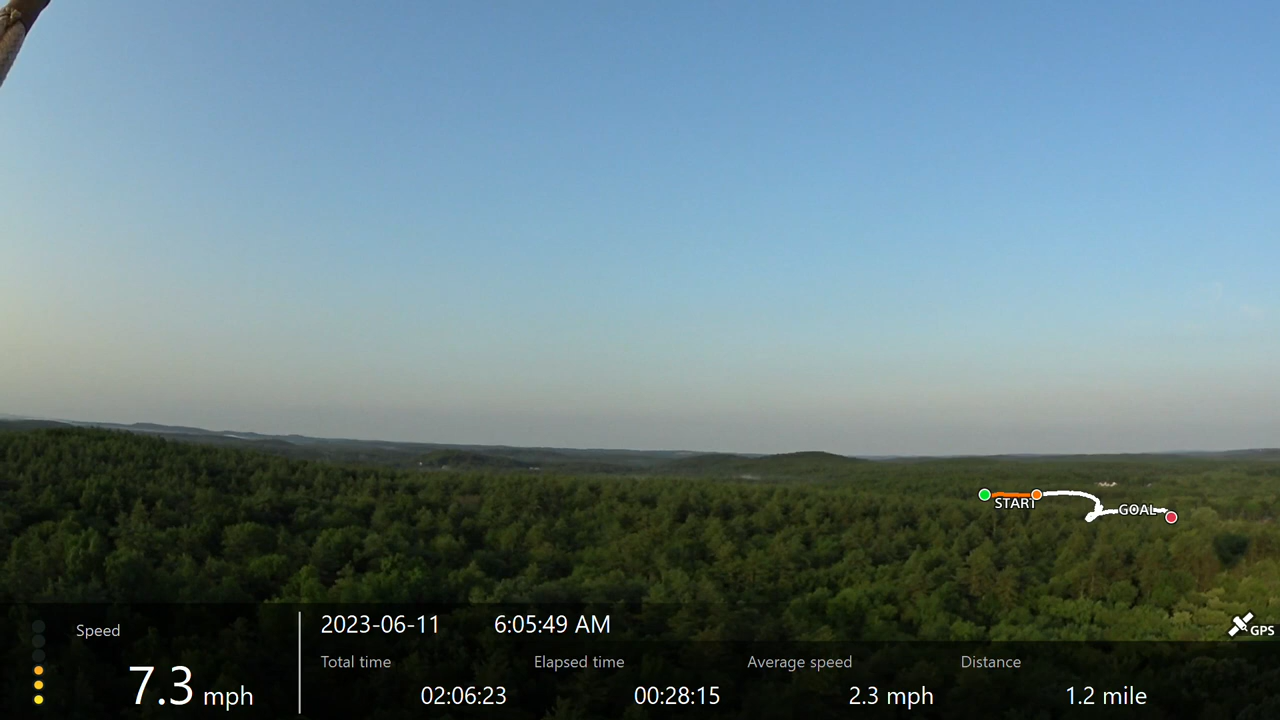 START
GOAL
GPS
Speed
7.3 mph
2023-06-11 6:05:49 AM
Total time Elapsed time Average speed Distance
02:06:23 00:28:15 2.3 mph 1.2 mile